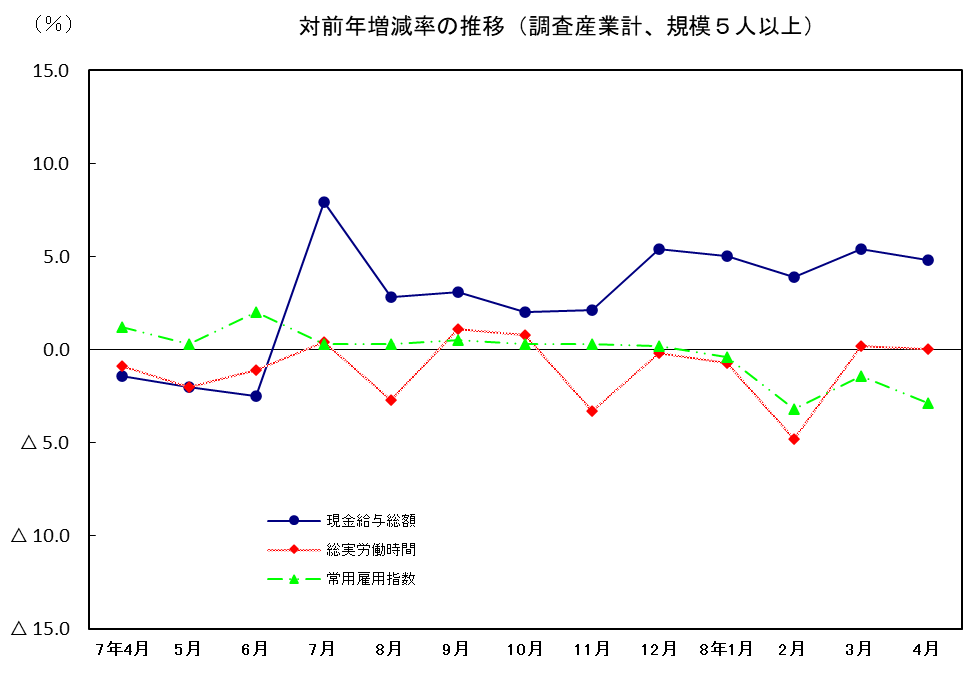 （％）
対前年増減率の推移（調査産業計、規模５人以上）
15.0
10.0
5.0
0.0
△ 5.0
△ 10.0
△ 15.0
現金給与総額
総実労働時間
常用雇用指数
7年4月 5月 6月 7月 8月 9月 10月 11月 12月 8年1月 2月 3月 4月